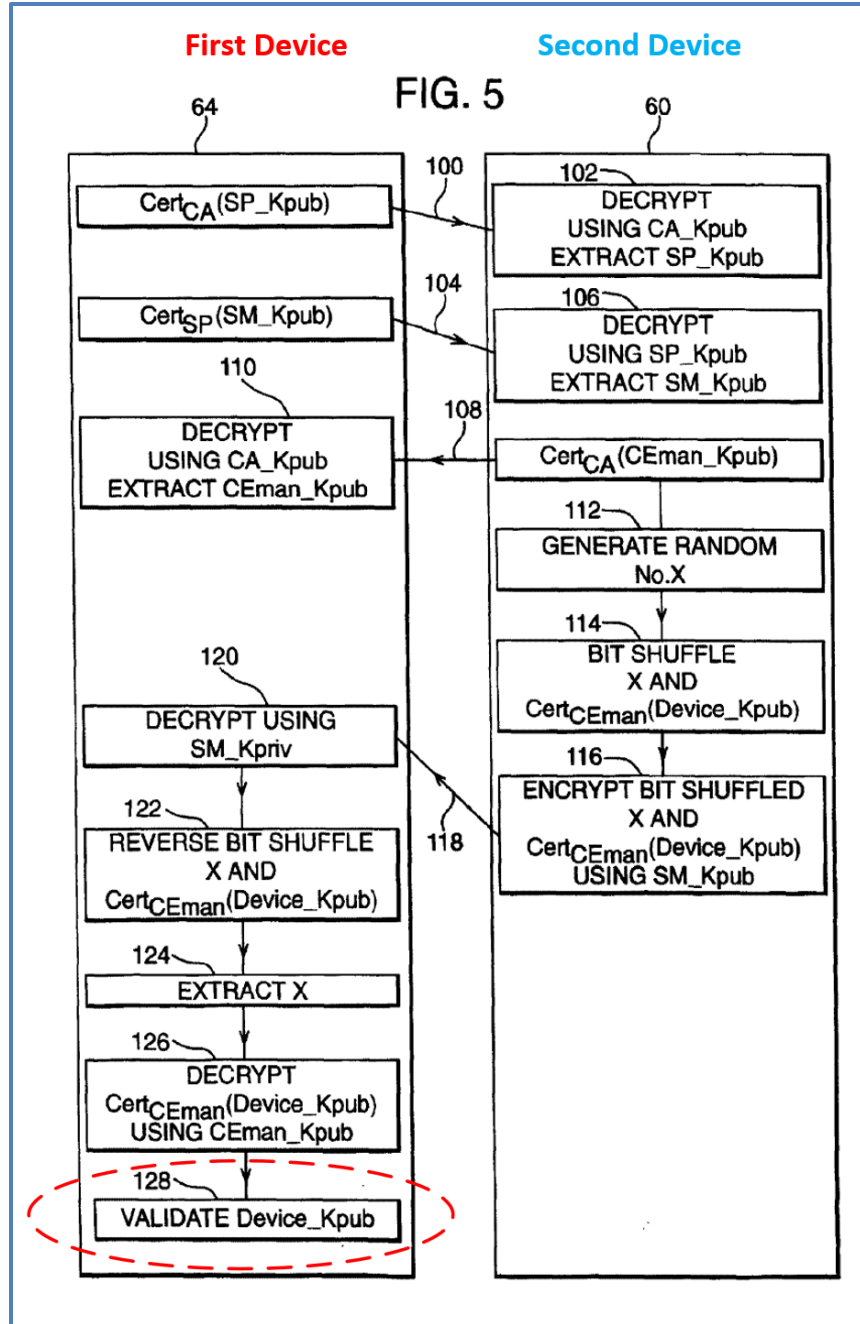 First Device
Second Device
FIG. 5
64
60
Cert_CA(SP_Kpub)
100
102
DECRYPT
USING CA_Kpub
EXTRACT SP_Kpub
Cert_SP(SM_Kpub)
104
106
DECRYPT
USING SP_Kpub
EXTRACT SM_Kpub
110
DECRYPT
USING CA_Kpub
EXTRACT CEman_Kpub
108
Cert_CA(CEman_Kpub)
112
GENERATE RANDOM
No.X
114
BIT SHUFFLE
X AND
Cert_CEman(Device_Kpub)
116
ENCRYPT BIT SHUFFLED
X AND
Cert_CEman(Device_Kpub)
USING SM_Kpub
118
120
DECRYPT USING
SM_Kpriv
122
REVERSE BIT SHUFFLE
X AND
Cert_CEman(Device_Kpub)
124
EXTRACT X
126
DECRYPT
Cert_CEman(Device_Kpub)
USING CEman_Kpub
128
VALIDATE Device_Kpub